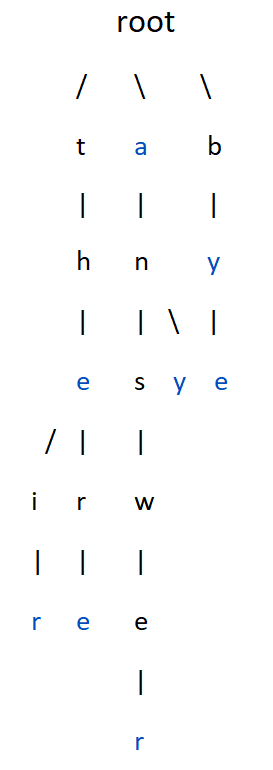 root
/ \ \
t a b
| | |
h n y
| | \ |
e s y e
/ | |
i r w
| | |
r e e
|
r